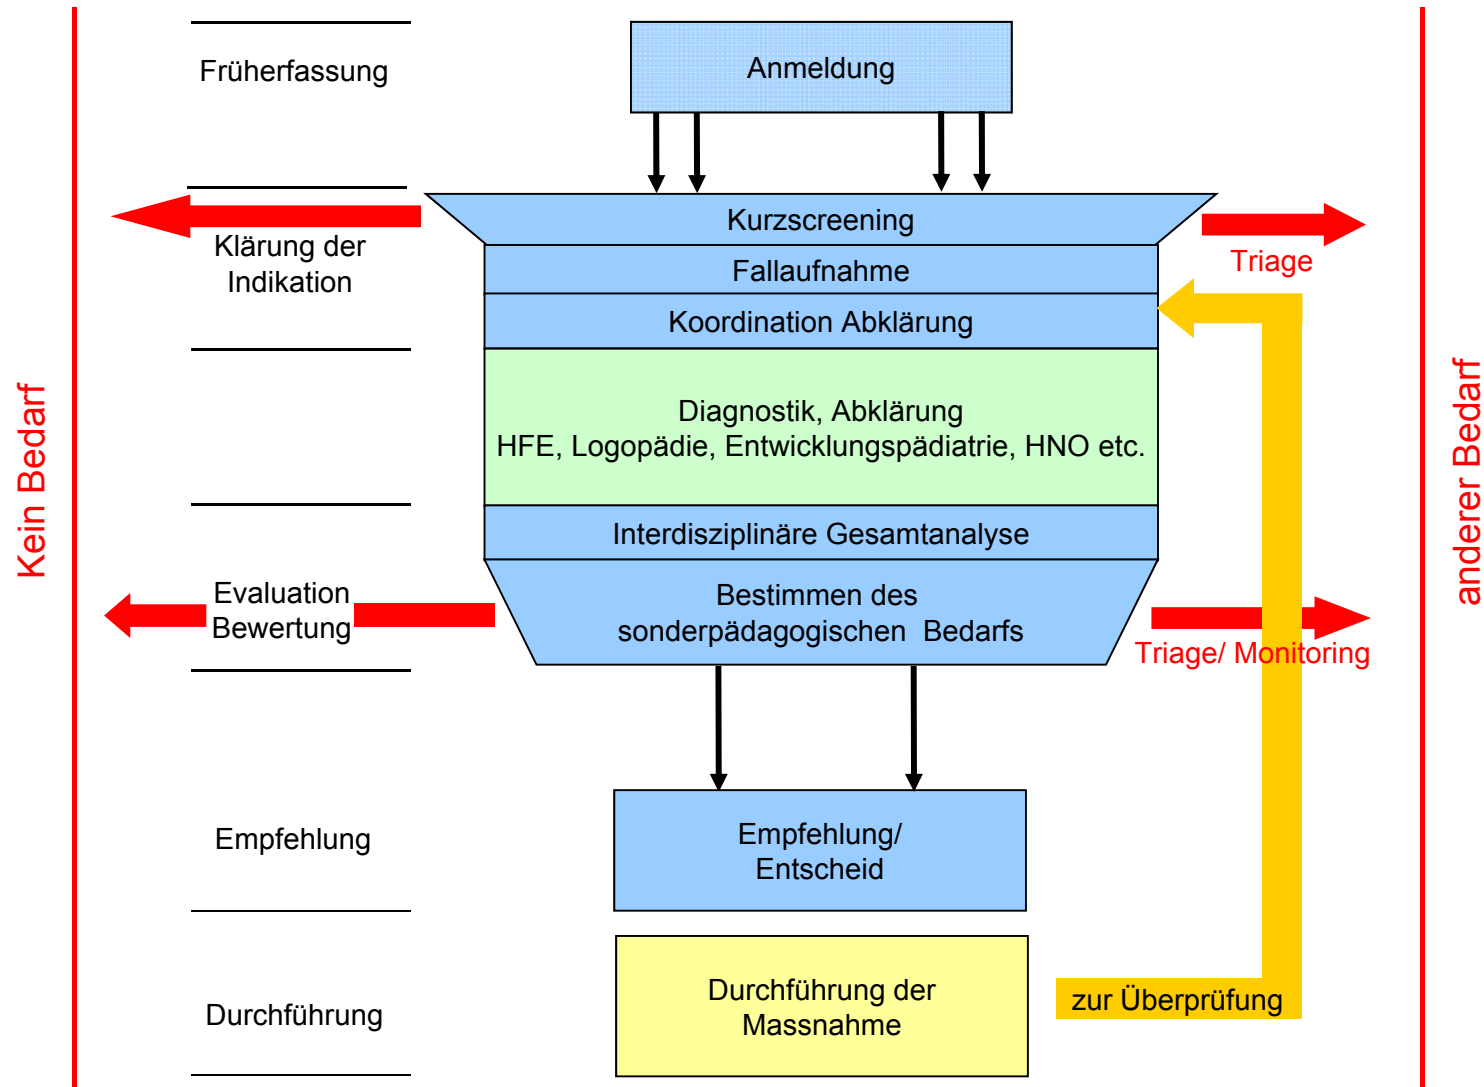 Früherfassung
Anmeldung
Kurzscreening
Klärung der
Indikation
Triage
Fallaufnahme
Koordination Abklärung
Kein Bedarf
anderer Bedarf
Diagnostik, Abklärung
HFE, Logopädie, Entwicklungspädiatrie, HNO etc.
Interdisziplinäre Gesamtanalyse
Evaluation
Bewertung
Bestimmen des
sonderpädagogischen Bedarfs
Triage/ Monitoring
Empfehlung
Empfehlung/
Entscheid
Durchführung
Durchführung der
Massnahme
zur Überprüfung